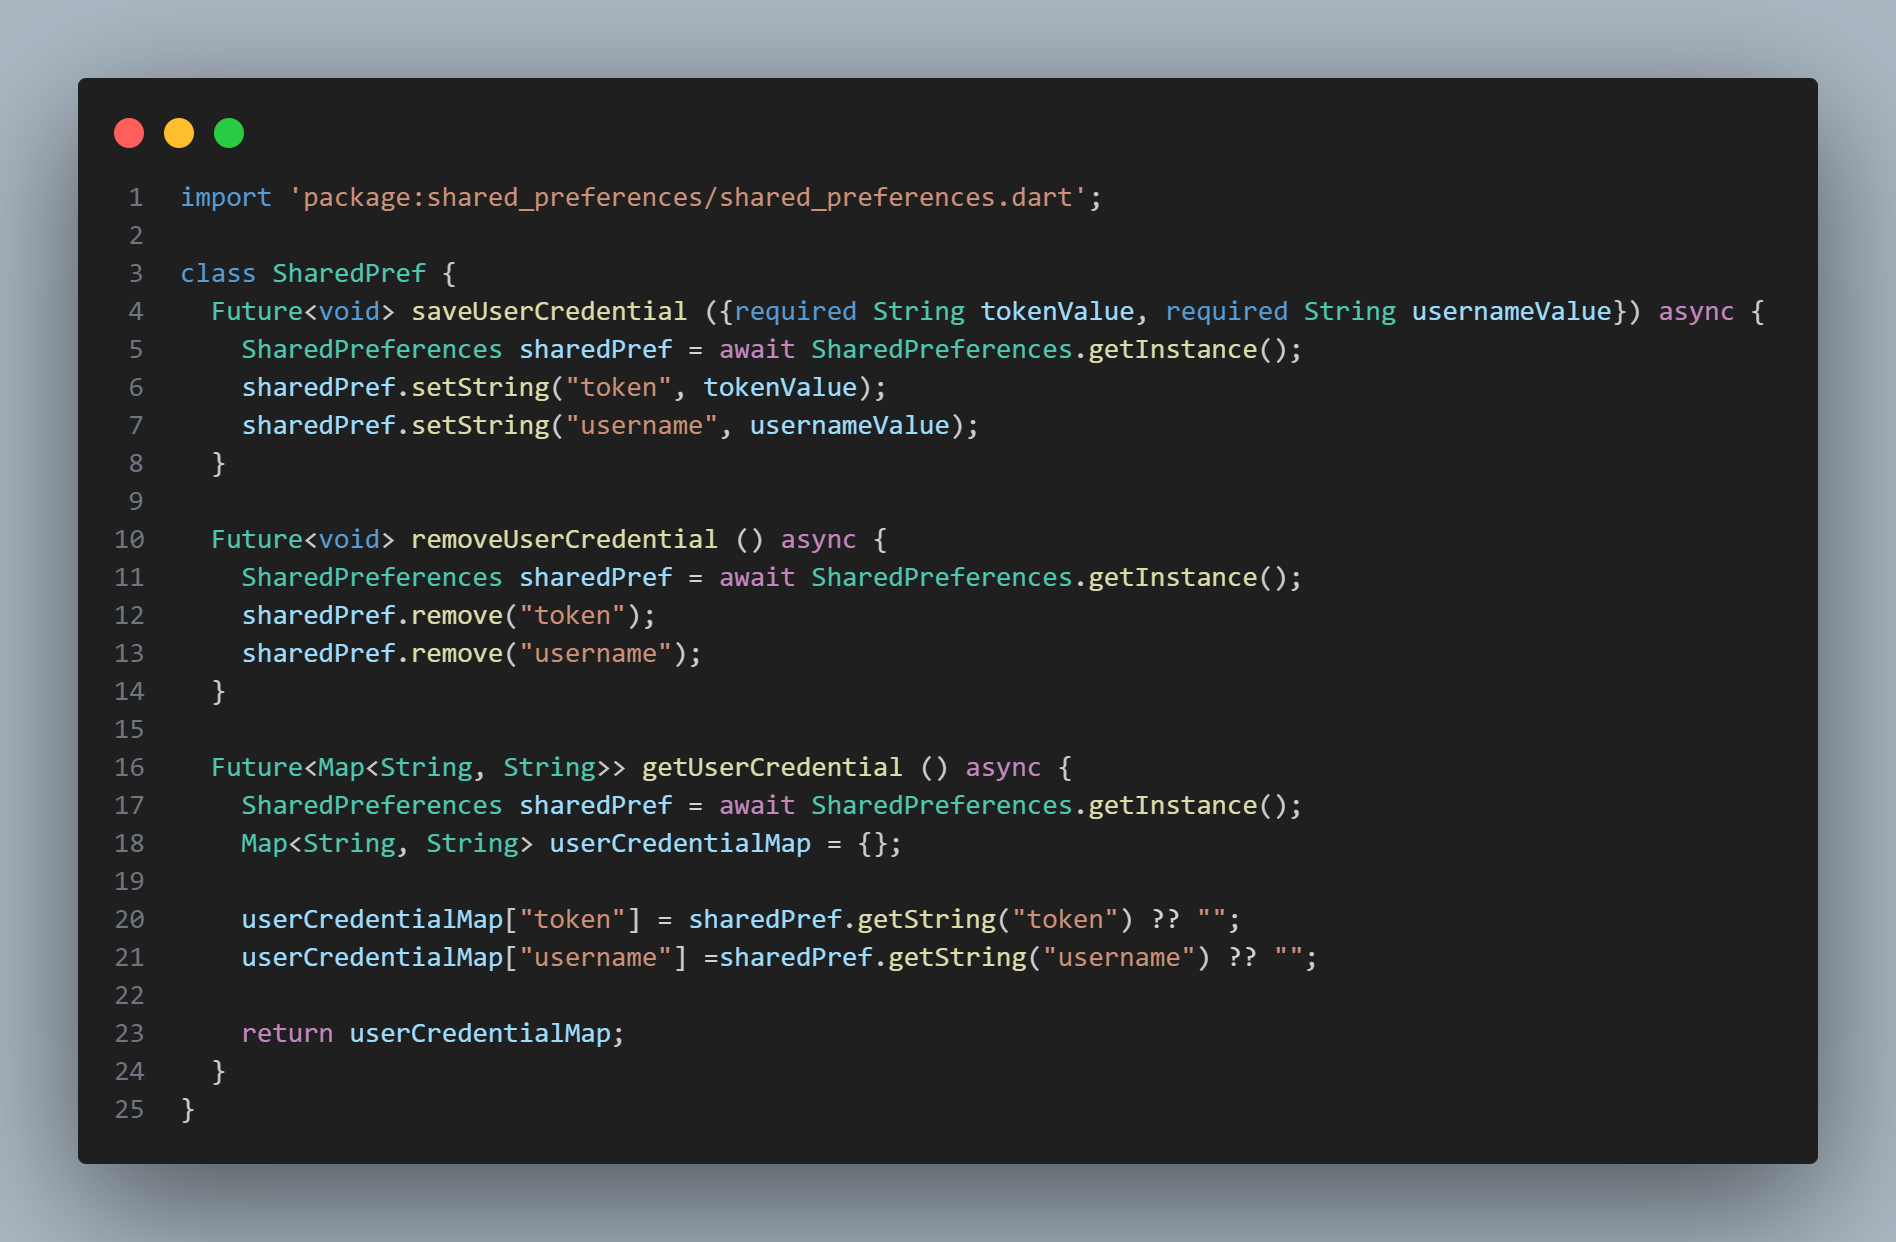 1 import 'package:shared_preferences/shared_preferences.dart';
2
3 class SharedPref {
4   Future<void> saveUserCredential ({required String tokenValue, required String usernameValue}) async {
5     SharedPreferences sharedPref = await SharedPreferences.getInstance();
6     sharedPref.setString("token", tokenValue);
7     sharedPref.setString("username", usernameValue);
8   }
9
10   Future<void> removeUserCredential () async {
11     SharedPreferences sharedPref = await SharedPreferences.getInstance();
12     sharedPref.remove("token");
13     sharedPref.remove("username");
14   }
15
16   Future<Map<String, String>> getUserCredential () async {
17     SharedPreferences sharedPref = await SharedPreferences.getInstance();
18     Map<String, String> userCredentialMap = {};
19
20     userCredentialMap["token"] = sharedPref.getString("token") ?? "";
21     userCredentialMap["username"] =sharedPref.getString("username") ?? "";
22
23     return userCredentialMap;
24   }
25 }